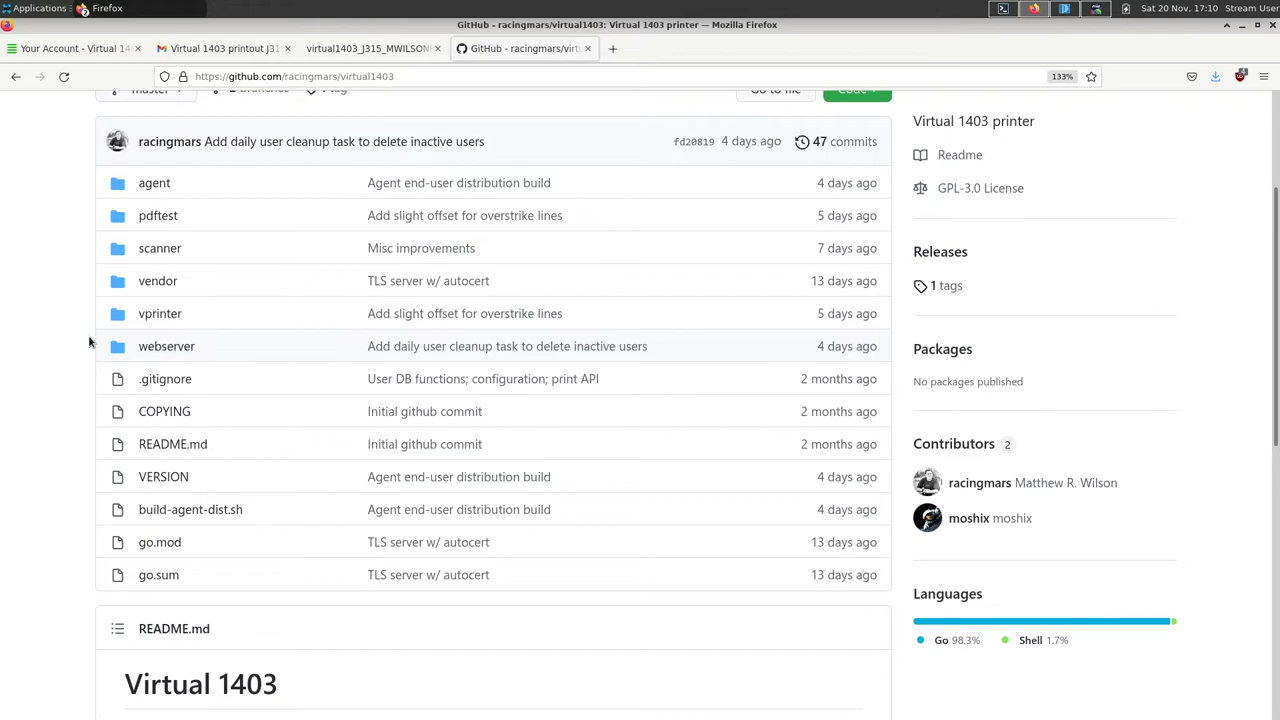 Applications
Firefox
Sat 20 Nov, 17:10
Stream User
GitHub - racingmars/virtual1403: Virtual 1403 printer — Mozilla Firefox
Your Account - Virtual 14
Virtual 1403 printout J31
virtual1403_J315_MWILSON
GitHub - racingmars/virtu
https://github.com/racingmars/virtual1403
133%
master
branches
tag
Go to file
Code
racingmars Add daily user cleanup task to delete inactive users
fd20819 4 days ago
47 commits
agent
Agent end-user distribution build
4 days ago
pdftest
Add slight offset for overstrike lines
5 days ago
scanner
Misc improvements
7 days ago
vendor
TLS server w/ autocert
13 days ago
vprinter
Add slight offset for overstrike lines
5 days ago
webserver
Add daily user cleanup task to delete inactive users
4 days ago
.gitignore
User DB functions; configuration; print API
2 months ago
COPYING
Initial github commit
2 months ago
README.md
Initial github commit
2 months ago
VERSION
Agent end-user distribution build
4 days ago
build-agent-dist.sh
Agent end-user distribution build
4 days ago
go.mod
TLS server w/ autocert
13 days ago
go.sum
TLS server w/ autocert
13 days ago
README.md
Virtual 1403
Virtual 1403 printer
Readme
GPL-3.0 License
Releases
1 tags
Packages
No packages published
Contributors 2
racingmars Matthew R. Wilson
moshix moshix
Languages
Go 98.3%
Shell 1.7%